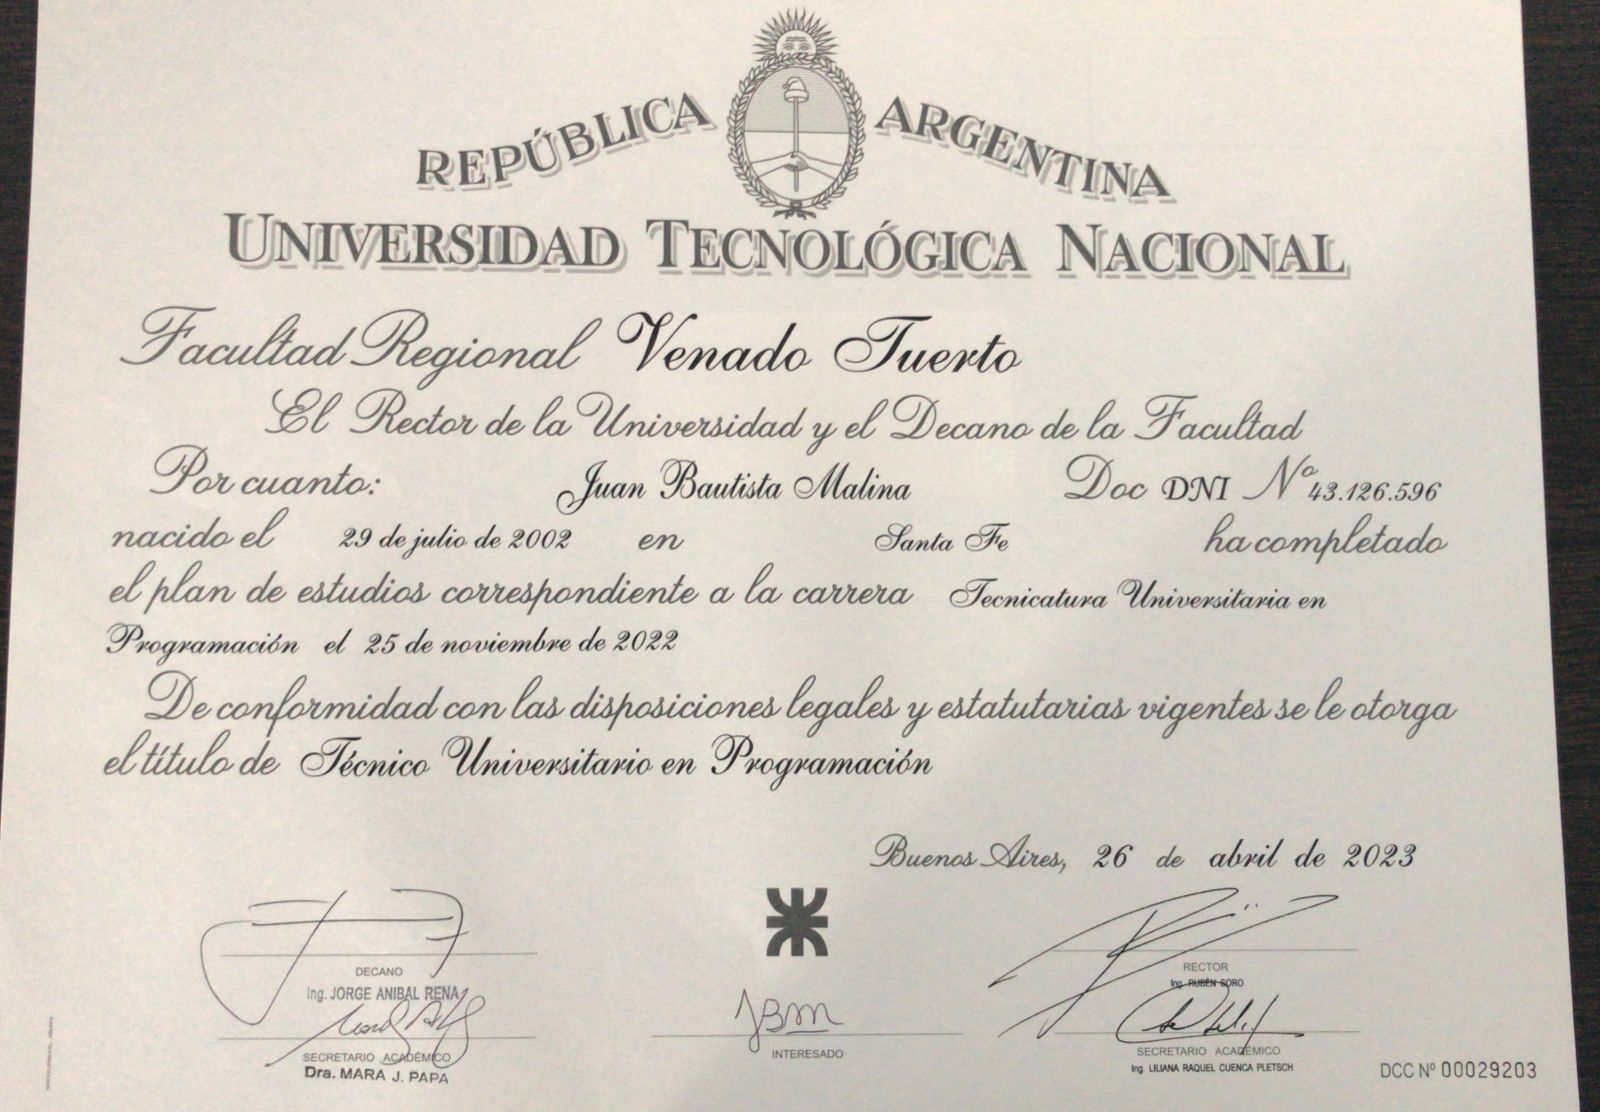 REPÚBLICA ARGENTINA
UNIVERSIDAD TECNOLÓGICA NACIONAL
Facultad Regional Venado Tuerto
El Rector de la Universidad y el Decano de la Facultad
Por cuanto: Juan Bautista Malina Doc DNI Nº 43.126.596
nacido el 29 de julio de 2002 en Santa Fe ha completado
el plan de estudios correspondiente a la carrera Tecnicatura Universitaria en
Programación el 25 de noviembre de 2022
De conformidad con las disposiciones legales y estatutarias vigentes se le otorga
el título de Técnico Universitario en Programación
Buenos Aires, 26 de abril de 2023
DECANO
Ing. JORGE ANIBAL RENA
SECRETARIO ACADÉMICO
Dra. MARA J. PAPA
JBM
INTERESADO
RECTOR
Ing. RUBÉN SORO
SECRETARIO ACADÉMICO
Ing. LILIANA RAQUEL CUENCA PLETSCH
DCC Nº 00029203